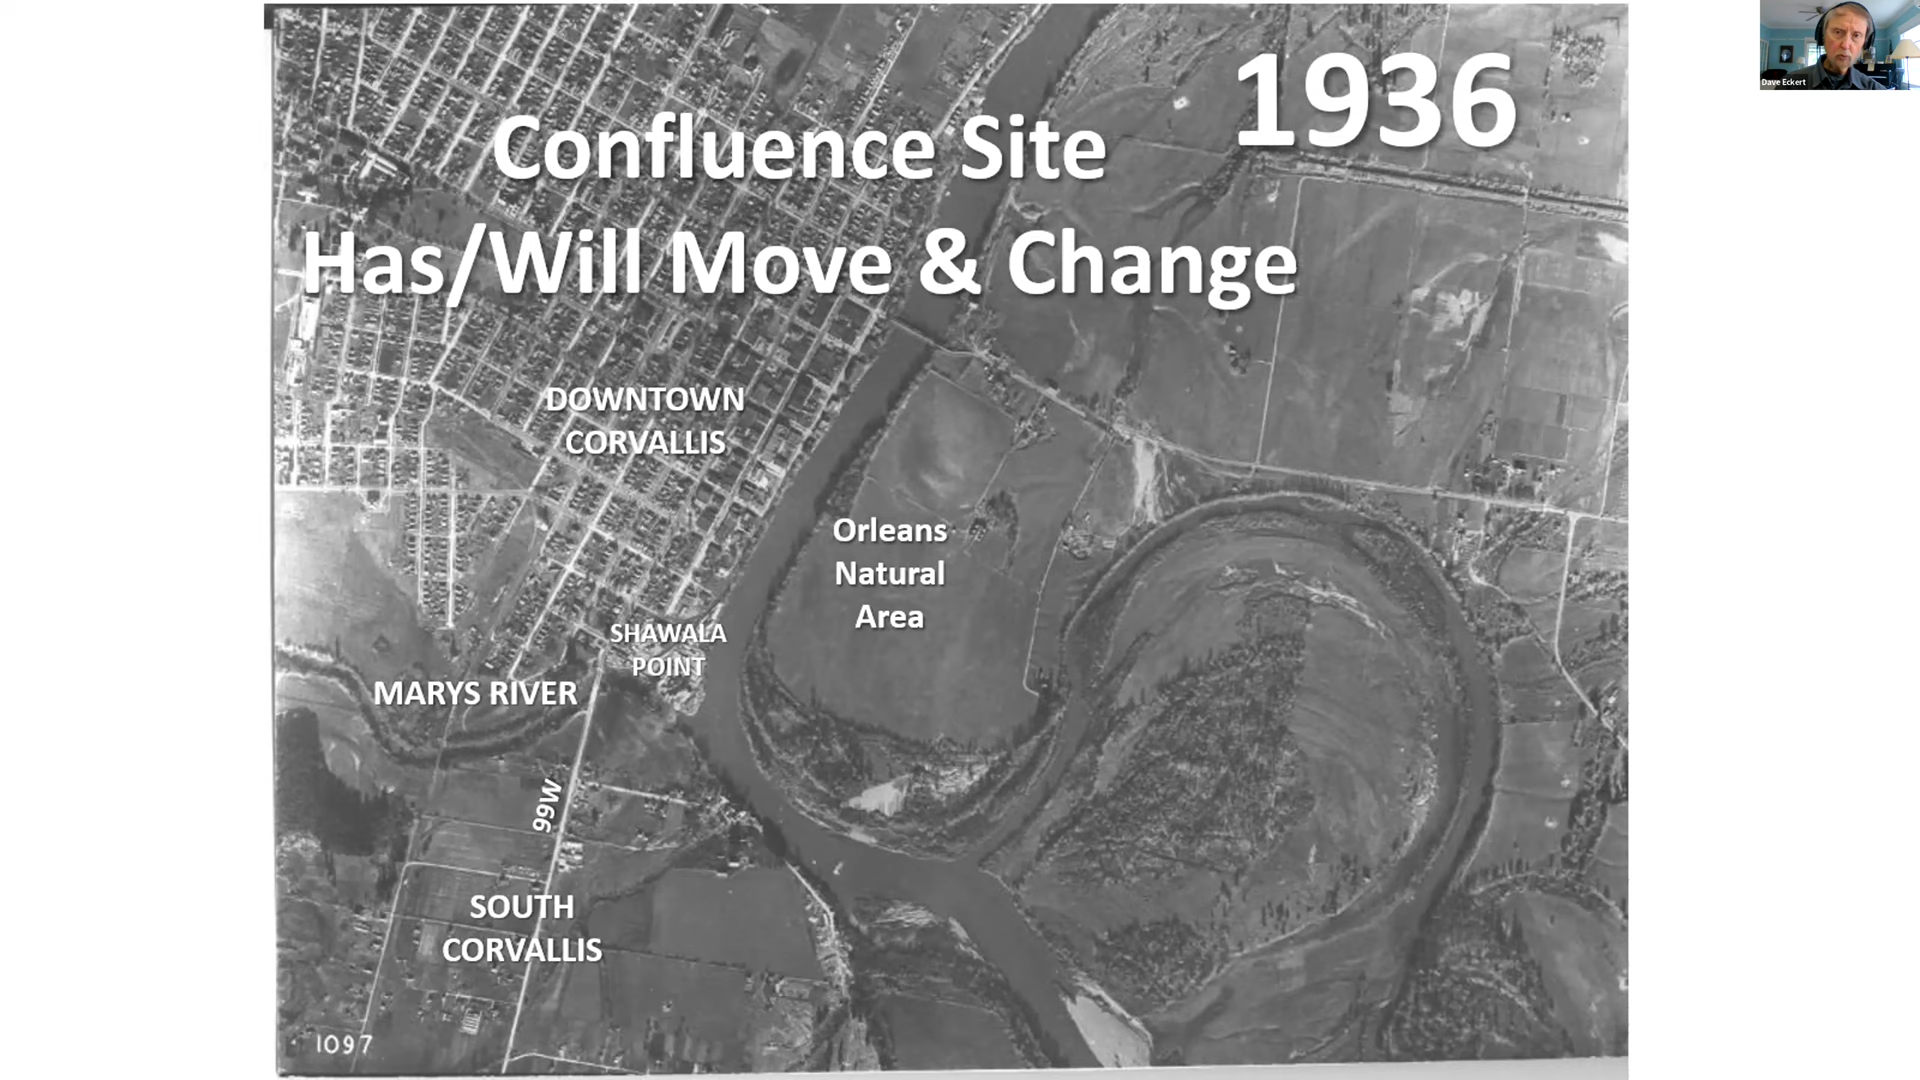 1936
Confluence Site
Has/Will Move & Change
DOWNTOWN
CORVALLIS
Orleans
Natural
Area
SHAWALA
POINT
MARYS RIVER
99W
SOUTH
CORVALLIS
1097
Dave Eckert